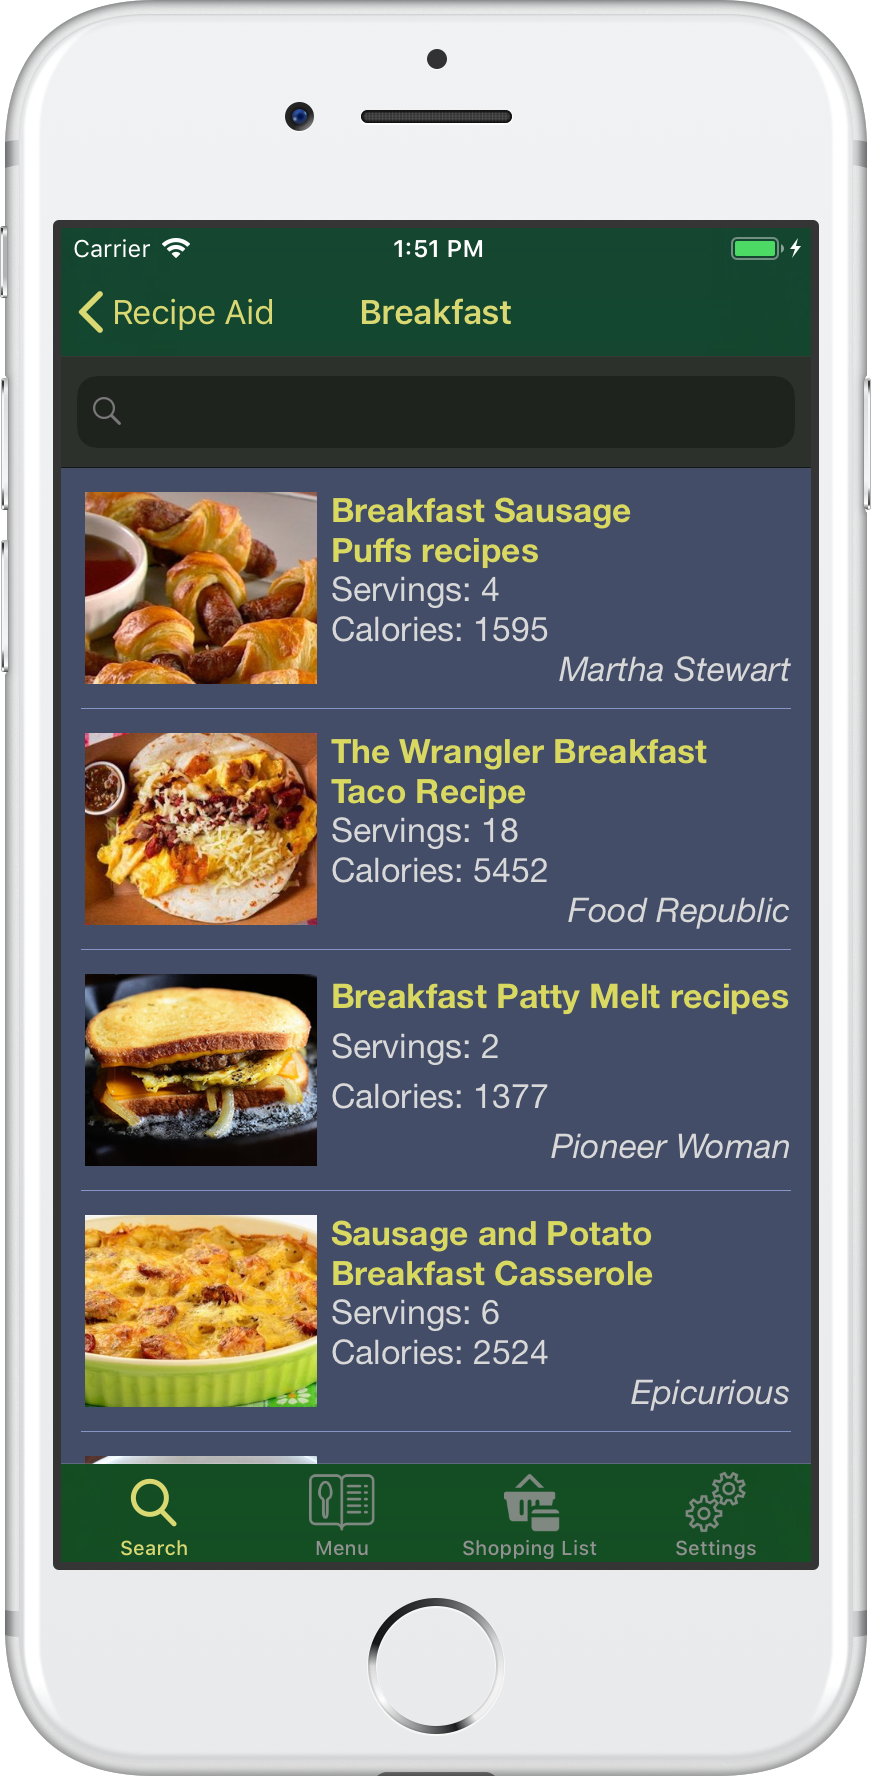 Carrier 1:51 PM
Recipe Aid Breakfast
Breakfast Sausage
Puffs recipes
Servings: 4
Calories: 1595
Martha Stewart
The Wrangler Breakfast
Taco Recipe
Servings: 18
Calories: 5452
Food Republic
Breakfast Patty Melt recipes
Servings: 2
Calories: 1377
Pioneer Woman
Sausage and Potato
Breakfast Casserole
Servings: 6
Calories: 2524
Epicurious
Search Menu Shopping List Settings